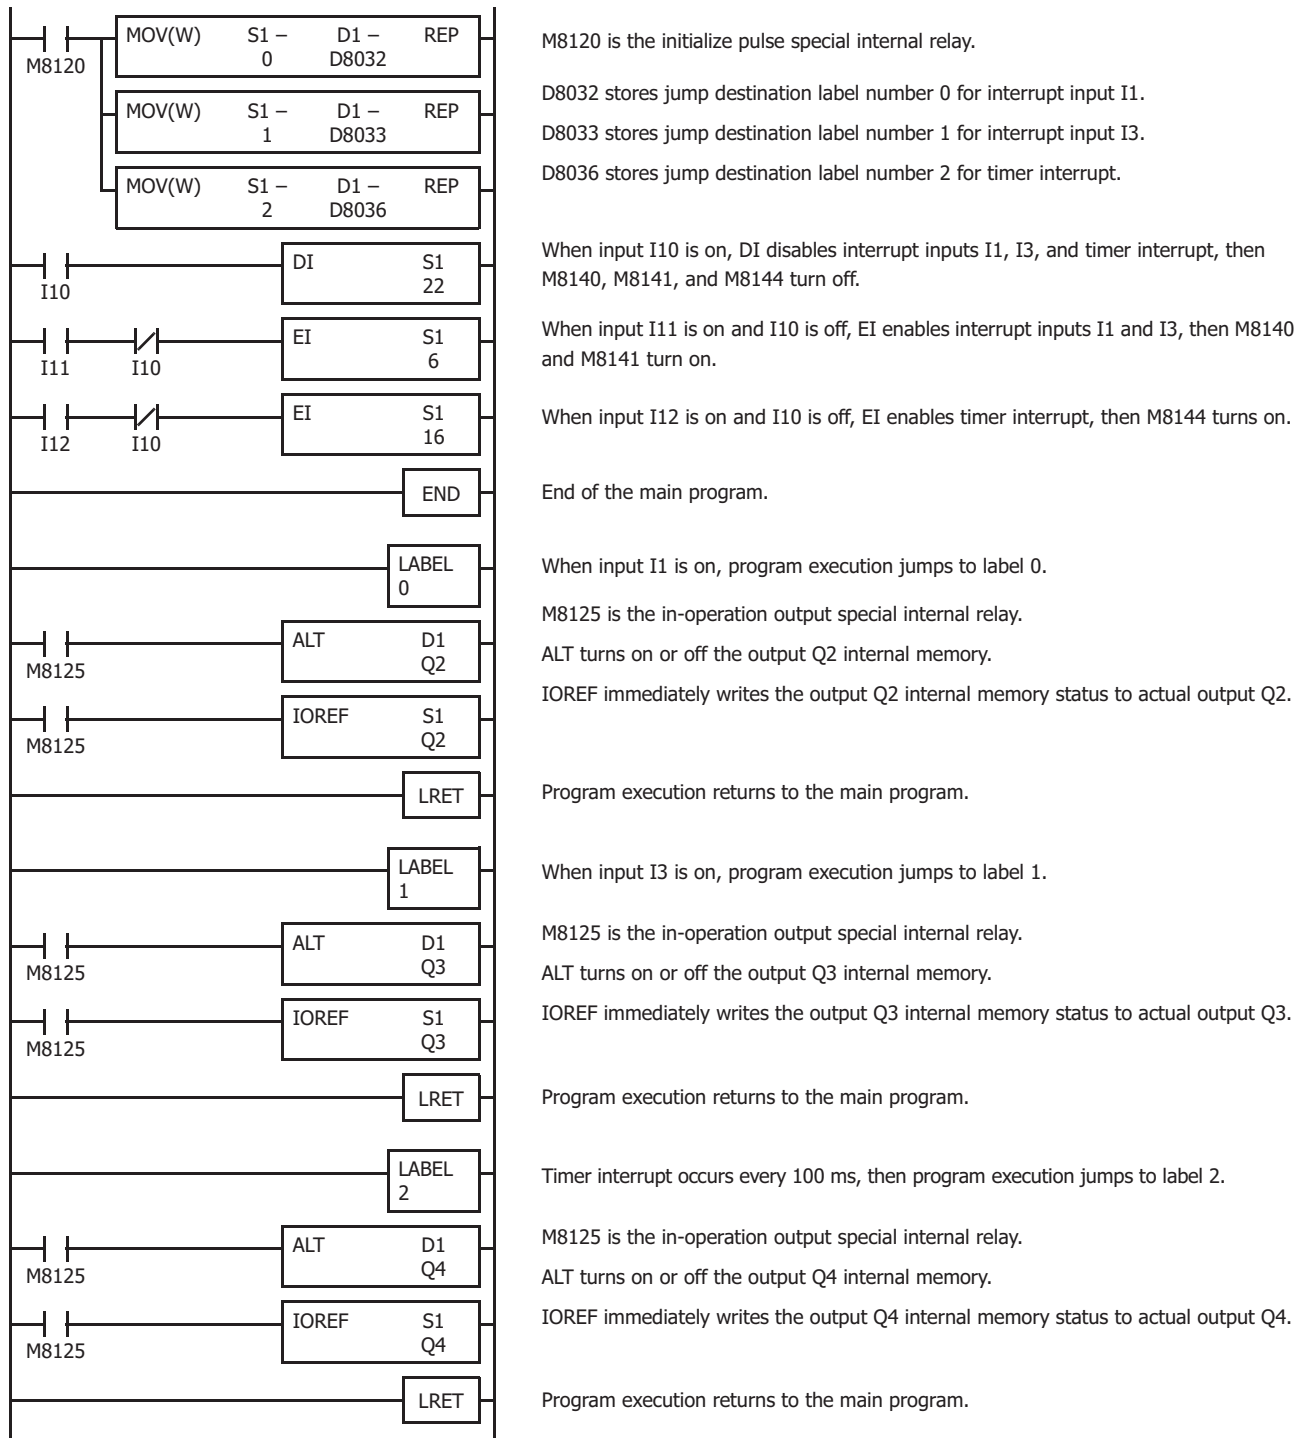 MOV(W) S1 – D1 – REP
0 D8032
M8120
M8120 is the initialize pulse special internal relay.
D8032 stores jump destination label number 0 for interrupt input I1.
MOV(W) S1 – D1 – REP
1 D8033
D8033 stores jump destination label number 1 for interrupt input I3.
MOV(W) S1 – D1 – REP
2 D8036
D8036 stores jump destination label number 2 for timer interrupt.
DI S1
22
I10
When input I10 is on, DI disables interrupt inputs I1, I3, and timer interrupt, then
M8140, M8141, and M8144 turn off.
EI S1
6
I11 I10
When input I11 is on and I10 is off, EI enables interrupt inputs I1 and I3, then M8140
and M8141 turn on.
EI S1
16
I12 I10
When input I12 is on and I10 is off, EI enables timer interrupt, then M8144 turns on.
END
End of the main program.
LABEL
0
When input I1 is on, program execution jumps to label 0.
M8125 is the in-operation output special internal relay.
ALT D1
Q2
M8125
ALT turns on or off the output Q2 internal memory.
IOREF immediately writes the output Q2 internal memory status to actual output Q2.
IOREF S1
Q2
M8125
LRET
Program execution returns to the main program.
LABEL
1
When input I3 is on, program execution jumps to label 1.
M8125 is the in-operation output special internal relay.
ALT D1
Q3
M8125
ALT turns on or off the output Q3 internal memory.
IOREF immediately writes the output Q3 internal memory status to actual output Q3.
IOREF S1
Q3
M8125
LRET
Program execution returns to the main program.
LABEL
2
Timer interrupt occurs every 100 ms, then program execution jumps to label 2.
M8125 is the in-operation output special internal relay.
ALT D1
Q4
M8125
ALT turns on or off the output Q4 internal memory.
IOREF immediately writes the output Q4 internal memory status to actual output Q4.
IOREF S1
Q4
M8125
LRET
Program execution returns to the main program.